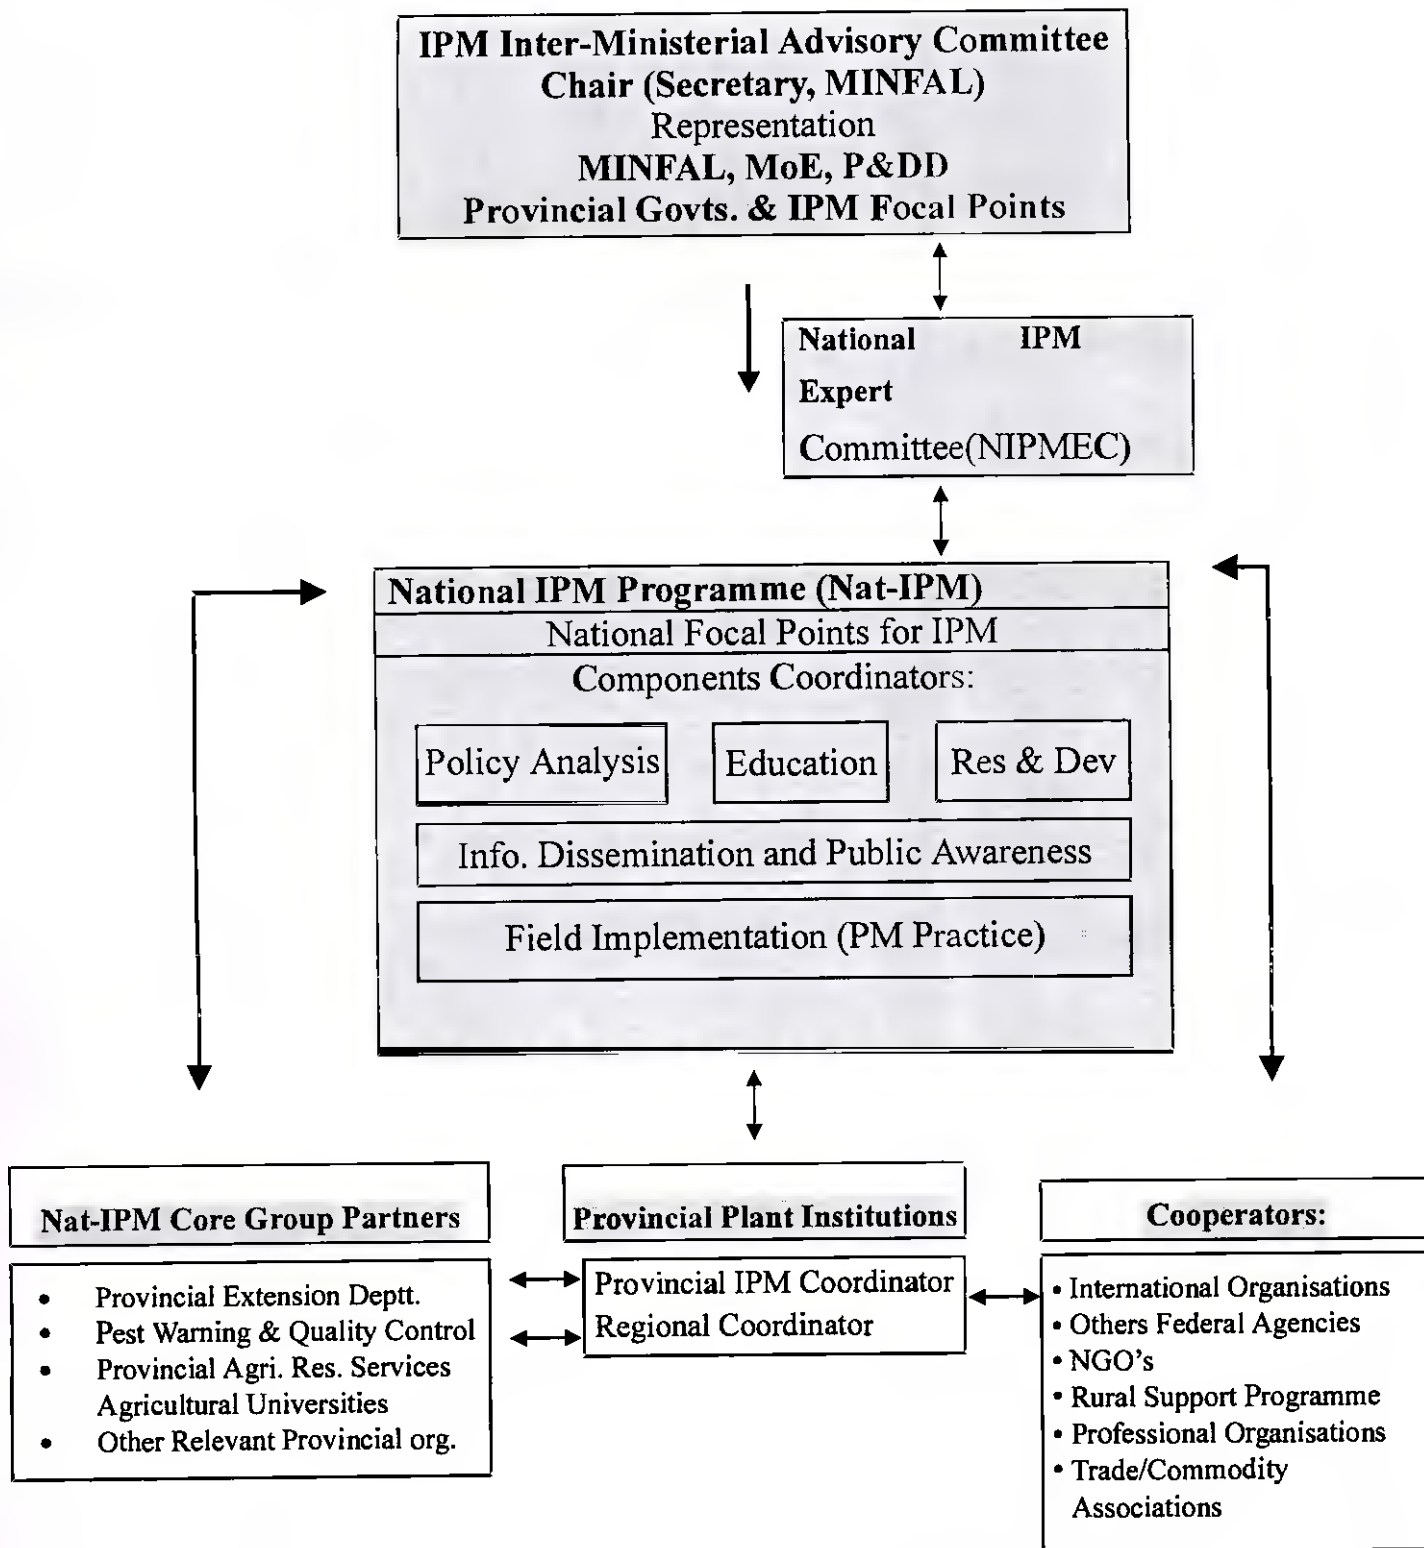 IPM Inter-Ministerial Advisory Committee
Chair (Secretary, MINFAL)
Representation
MINFAL, MoE, P&DD
Provincial Govts. & IPM Focal Points
National IPM
Expert
Committee(NIPMEC)
National IPM Programme (Nat-IPM)
National Focal Points for IPM
Components Coordinators:
Policy Analysis
Education
Res & Dev
Info. Dissemination and Public Awareness
Field Implementation (PM Practice)
Nat-IPM Core Group Partners
• Provincial Extension Deptt.
• Pest Warning & Quality Control
• Provincial Agri. Res. Services
Agricultural Universities
• Other Relevant Provincial org.
Provincial Plant Institutions
Provincial IPM Coordinator
Regional Coordinator
Cooperators:
• International Organisations
• Others Federal Agencies
• NGO's
• Rural Support Programme
• Professional Organisations
• Trade/Commodity
Associations